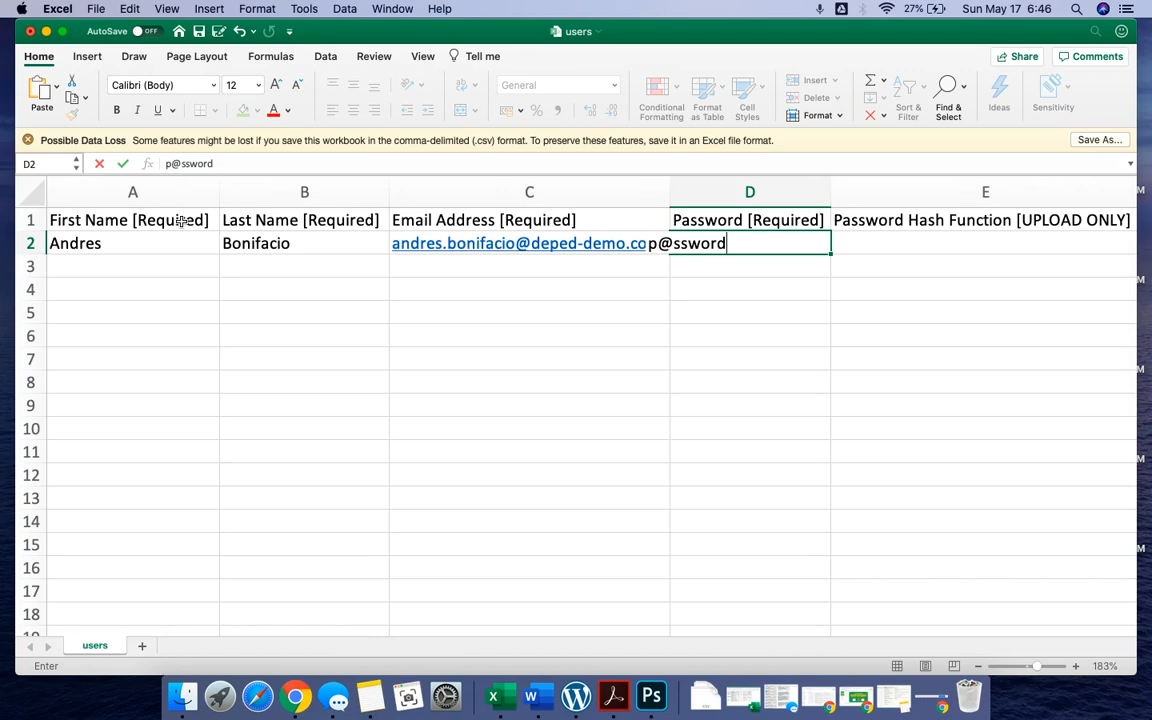 Excel File Edit View Insert Format Tools Data Window Help 27% Sun May 17 6:46
AutoSave OFF users
Home Insert Draw Page Layout Formulas Data Review View Tell me Share Comments
Paste Calibri (Body) 12 A A General Conditional Formatting Format as Table Cell Styles Insert Delete Format Sort & Filter Find & Select Ideas Sensitivity
B I U A
Possible Data Loss Some features might be lost if you save this workbook in the comma-delimited (.csv) format. To preserve these features, save it in an Excel file format. Save As...
D2 fx p@ssword
A B C D E
1 First Name [Required] Last Name [Required] Email Address [Required] Password [Required] Password Hash Function [UPLOAD ONLY]
2 Andres Bonifacio andres.bonifacio@deped-demo.co p@ssword
3
4
5
6
7
8
9
10
11
12
13
14
15
16
17
18
users
Enter 183%